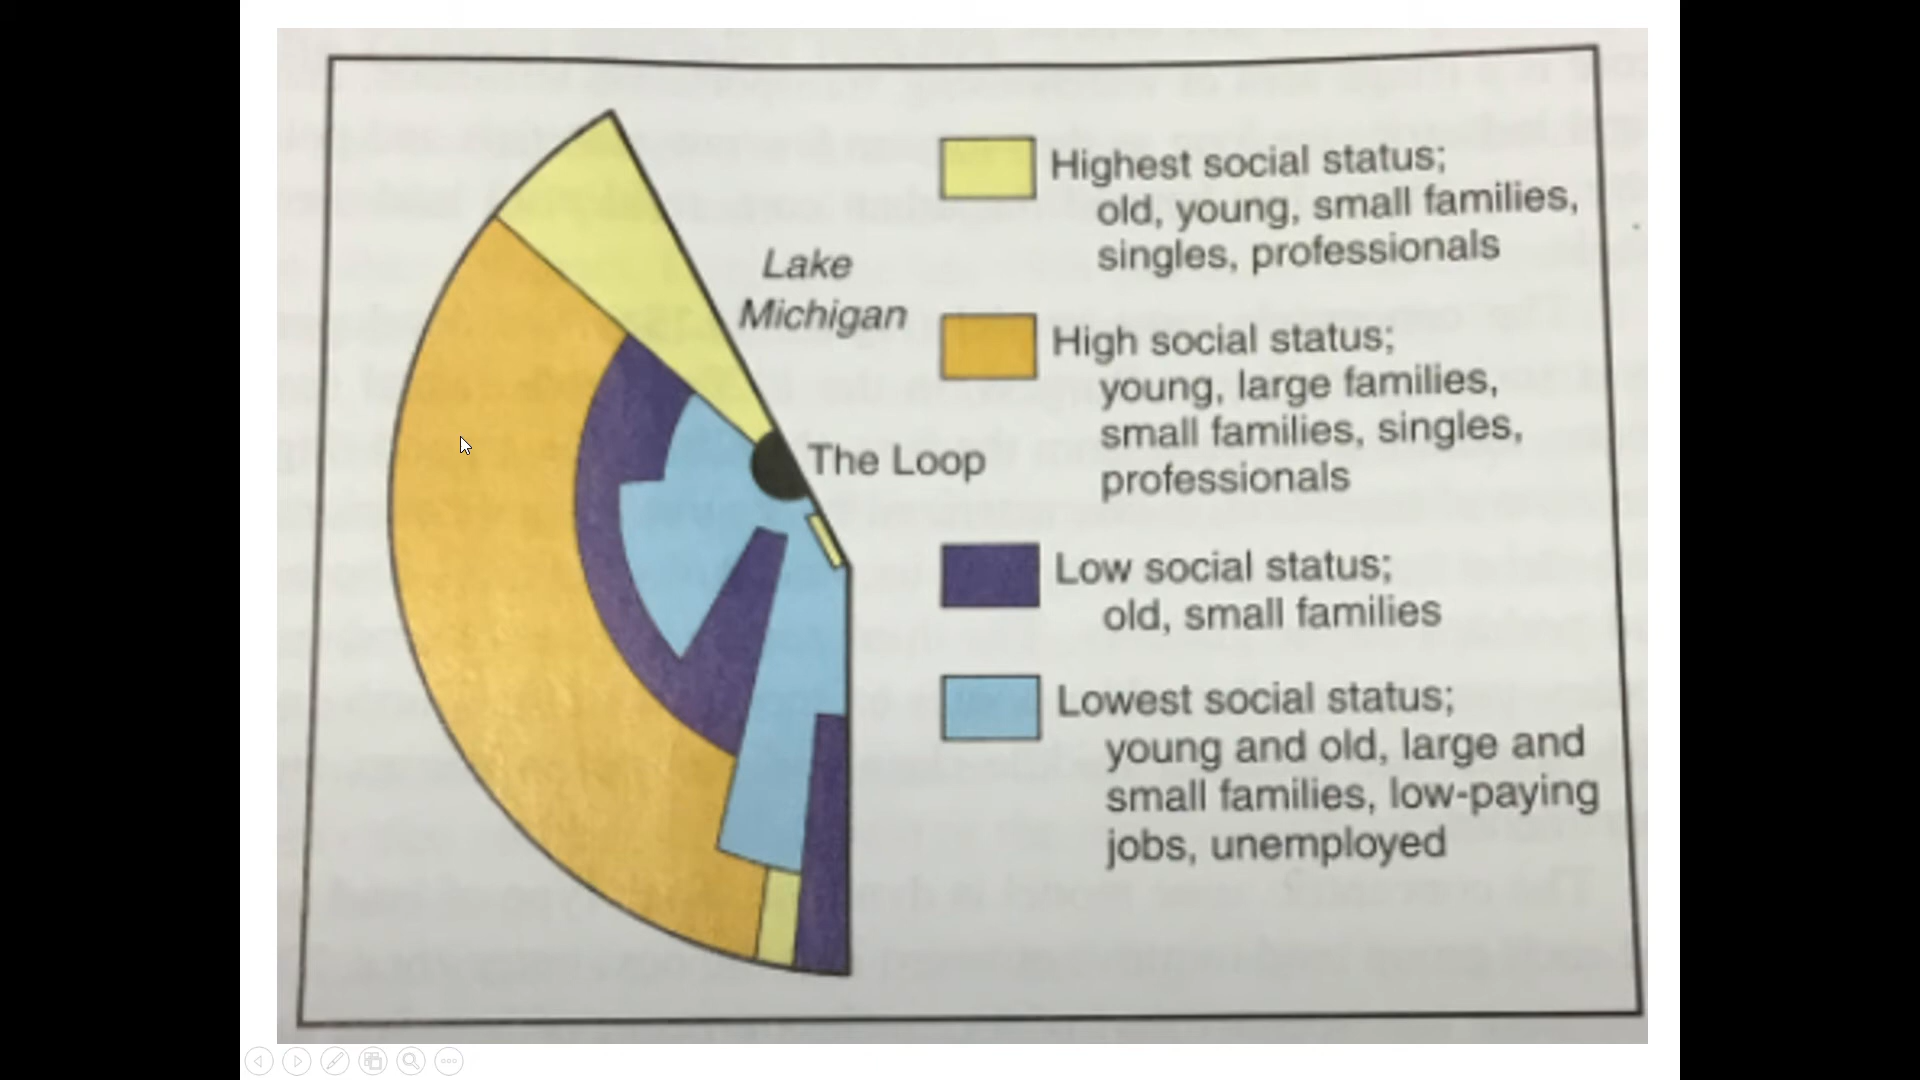 Lake
Michigan
The Loop
Highest social status;
old, young, small families,
singles, professionals
High social status;
young, large families,
small families, singles,
professionals
Low social status;
old, small families
Lowest social status;
young and old, large and
small families, low-paying
jobs, unemployed